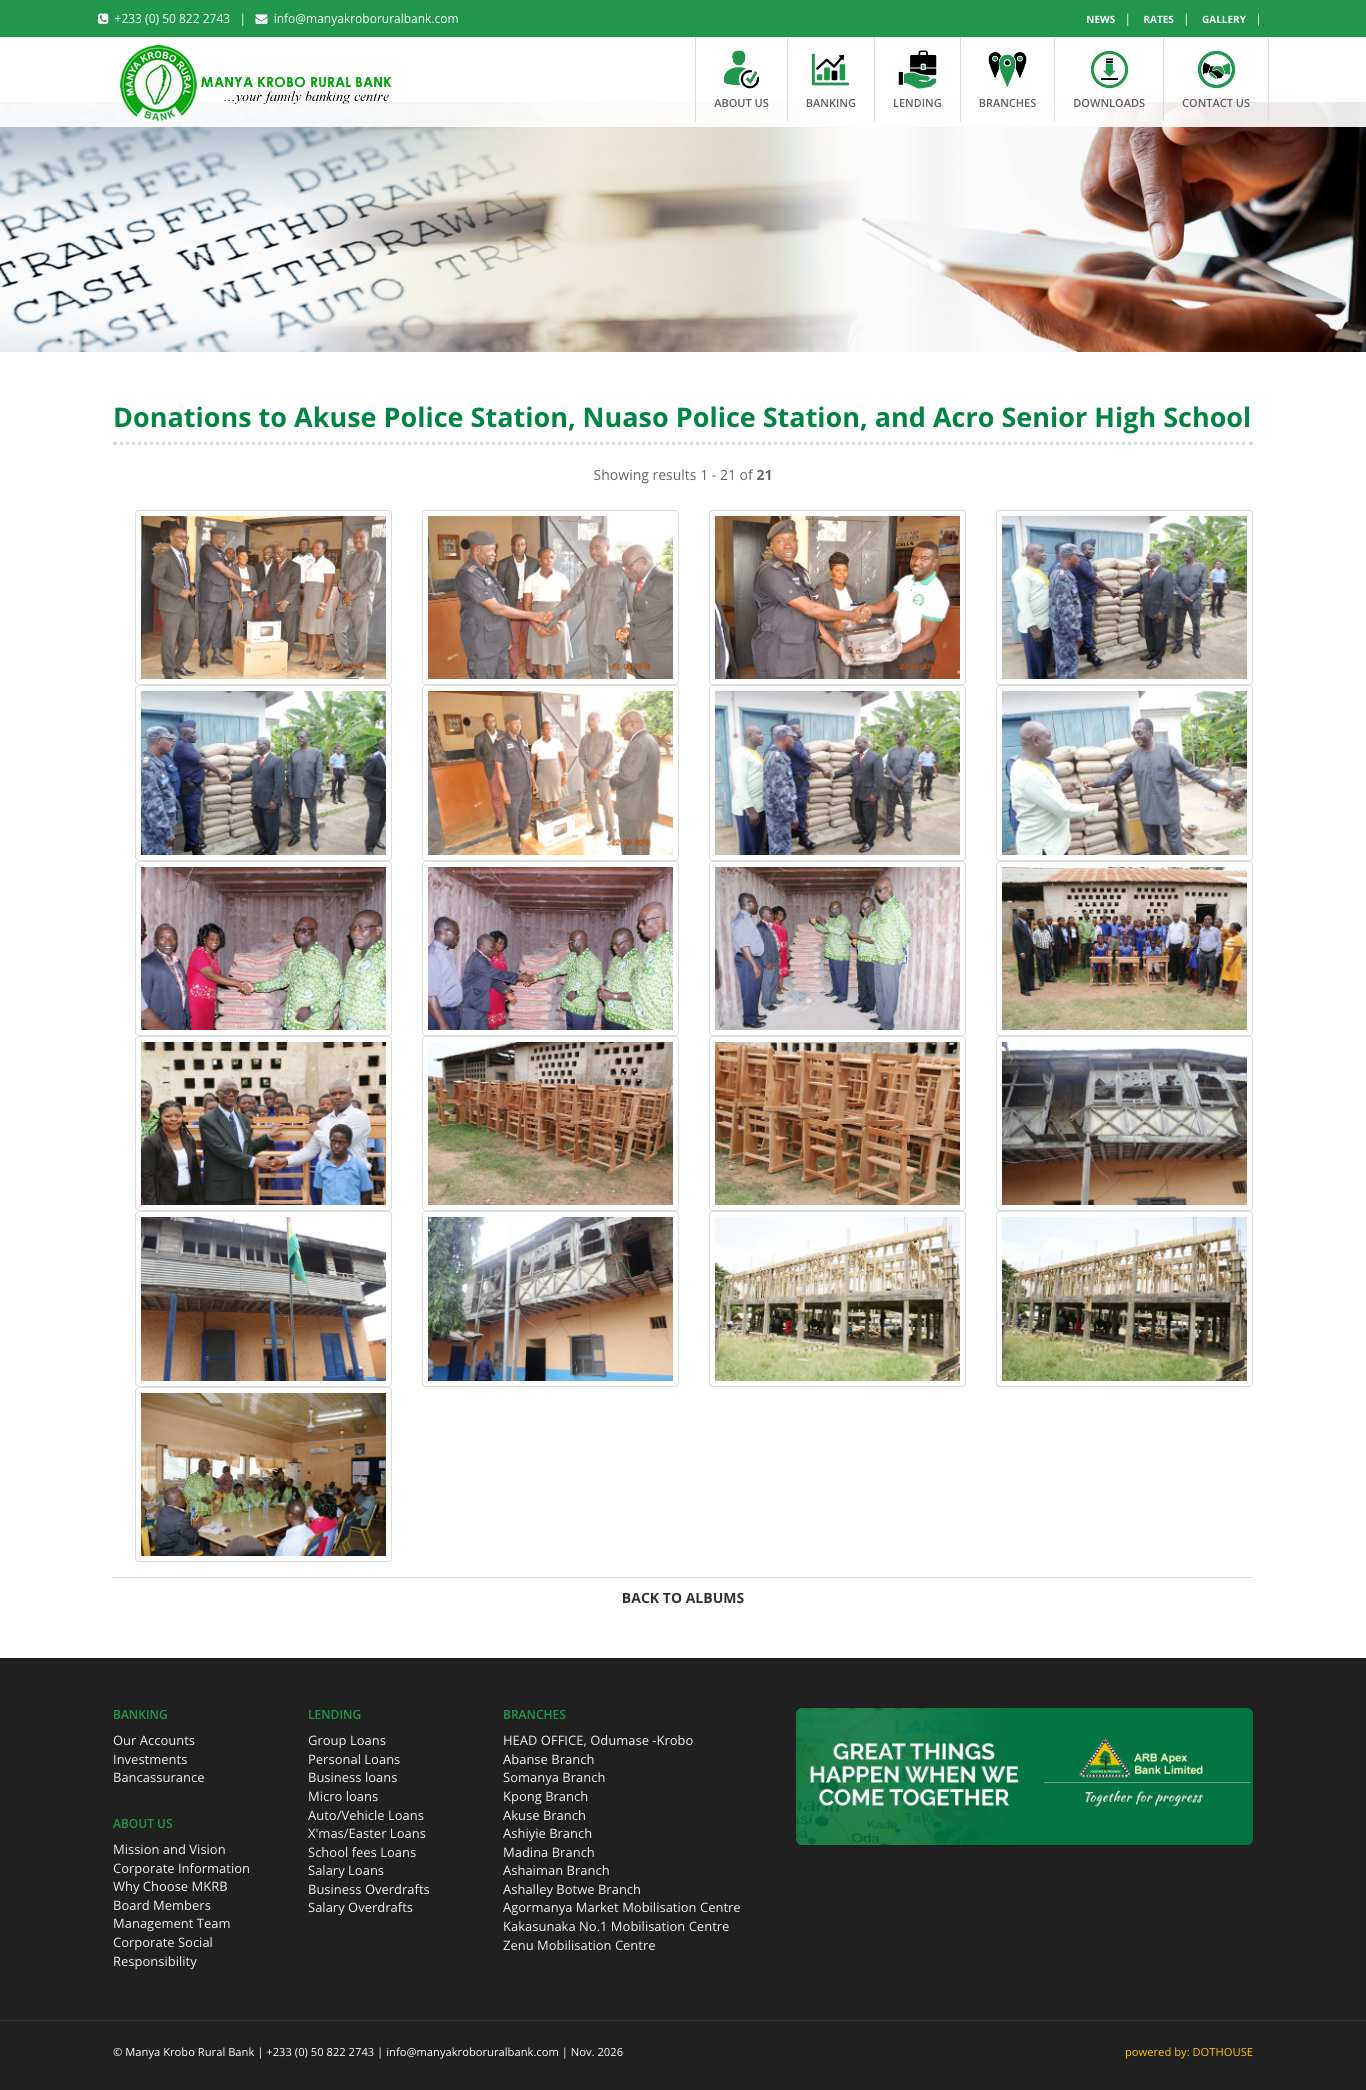 +233 (0) 50 822 2743 | info@manyakroboruralbank.com
NEWS | RATES | GALLERY |
MANYA KROBO RURAL BANK
MANYA KROBO RURAL BANK
...your family banking centre
ABOUT US
BANKING
LENDING
BRANCHES
DOWNLOADS
CONTACT US
TRANSFER DEBIT
TRANSFER
CASH WITHDRAWAL
CASH WITHDRAWAL
AUTO TRAN
Donations to Akuse Police Station, Nuaso Police Station, and Acro Senior High School
Showing results 1 - 21 of 21
BACK TO ALBUMS
BANKING
Our Accounts
Investments
Bancassurance
ABOUT US
Mission and Vision
Corporate Information
Why Choose MKRB
Board Members
Management Team
Corporate Social
Responsibility
LENDING
Group Loans
Personal Loans
Business loans
Micro loans
Auto/Vehicle Loans
X'mas/Easter Loans
School fees Loans
Salary Loans
Business Overdrafts
Salary Overdrafts
BRANCHES
HEAD OFFICE, Odumase -Krobo
Abanse Branch
Somanya Branch
Kpong Branch
Akuse Branch
Ashiyie Branch
Madina Branch
Ashaiman Branch
Ashalley Botwe Branch
Agormanya Market Mobilisation Centre
Kakasunaka No.1 Mobilisation Centre
Zenu Mobilisation Centre
GREAT THINGS
HAPPEN WHEN WE
COME TOGETHER
ARB Apex
Bank Limited
Together for progress
© Manya Krobo Rural Bank | +233 (0) 50 822 2743 | info@manyakroboruralbank.com | Nov. 2026
powered by: DOTHOUSE